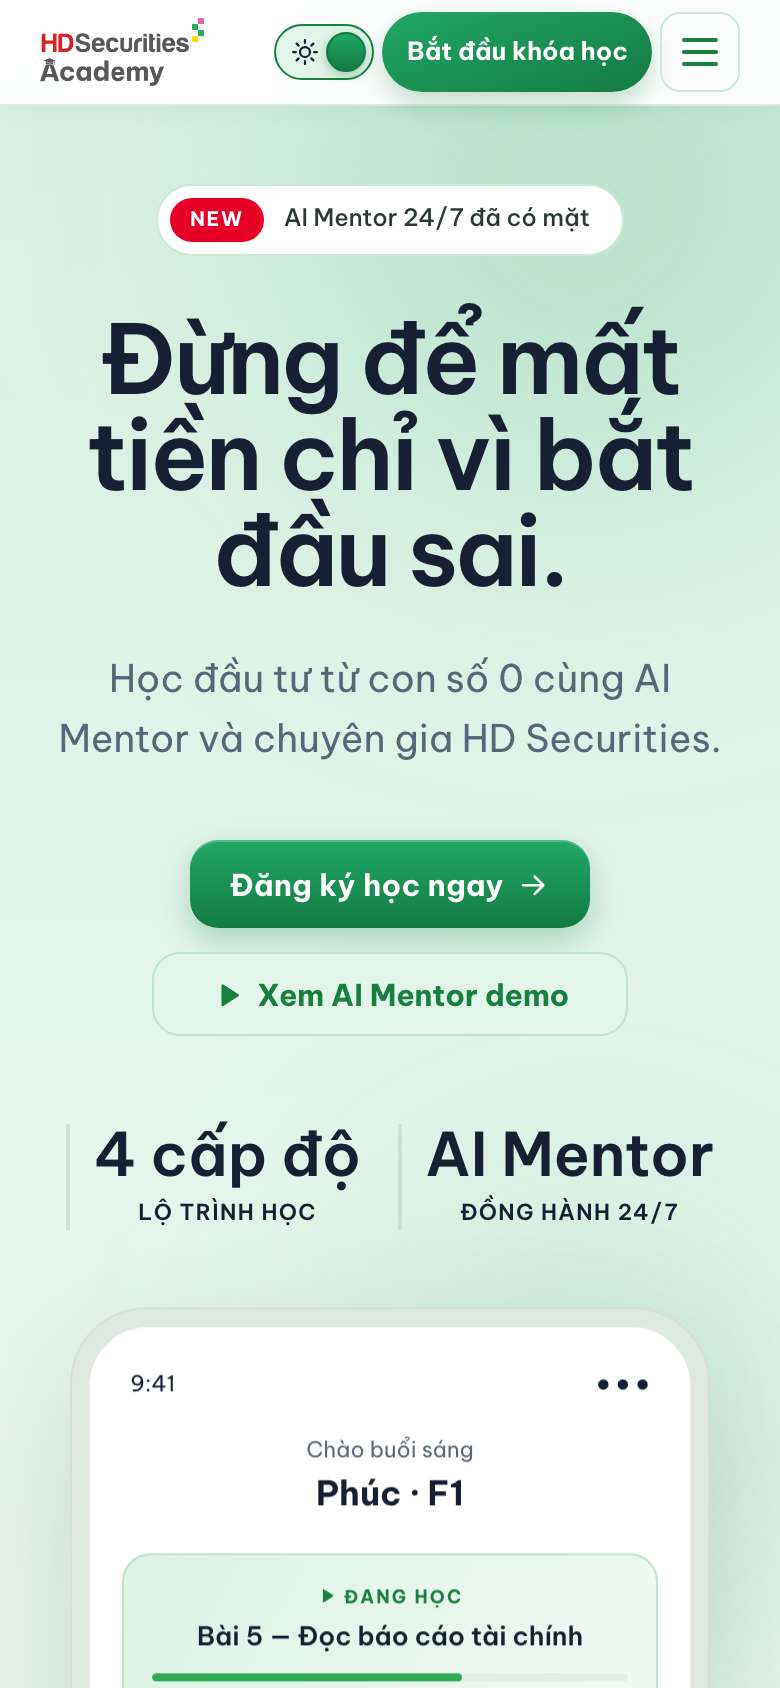 HDSecurities
Academy
Bắt đầu khóa học
NEW
AI Mentor 24/7 đã có mặt
Đừng để mất
tiền chỉ vì bắt
đầu sai.
Học đầu tư từ con số 0 cùng AI
Mentor và chuyên gia HD Securities.
Đăng ký học ngay →
Xem AI Mentor demo
4 cấp độ
LỘ TRÌNH HỌC
AI Mentor
ĐỒNG HÀNH 24/7
9:41
Chào buổi sáng
Phúc · F1
ĐANG HỌC
Bài 5 — Đọc báo cáo tài chính